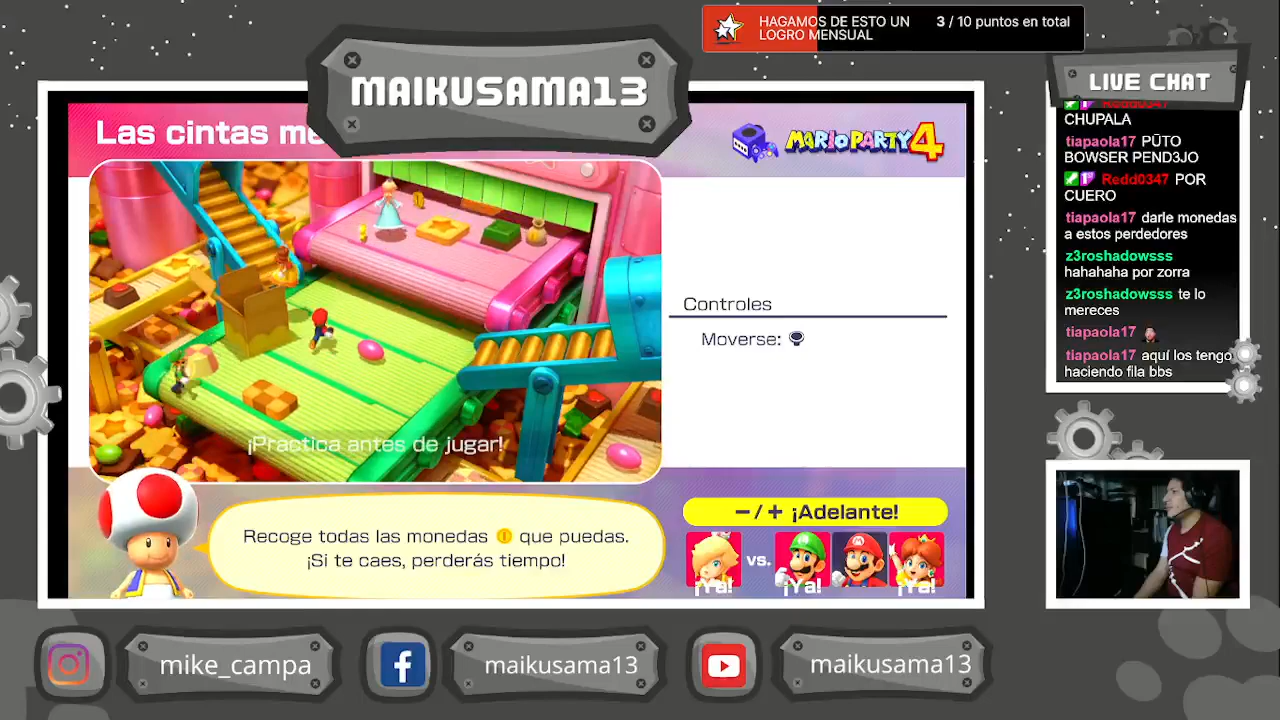 HAGAMOS DE ESTO UN
LOGRO MENSUAL
3 / 10 puntos en total
MAIKUSAMA13
Las cintas me
MARIO PARTY 4
¡Practica antes de jugar!
Controles
Moverse:
Recoge todas las monedas que puedas.
¡Si te caes, perderás tiempo!
−/+ ¡Adelante!
vs.
¡Ya!
¡Ya!
¡Ya!
LIVE CHAT
Redd0347
CHUPALA
tiapaola17 PŪTO
BOWSER PEND3JO
Redd0347 POR
CUERO
tiapaola17 darle monedas
a estos perdedores
z3roshadowsss
hahahaha por zorra
z3roshadowsss te lo
mereces
tiapaola17
tiapaola17 aquí los tengo
haciendo fila bbs
mike_campa
maikusama13
maikusama13